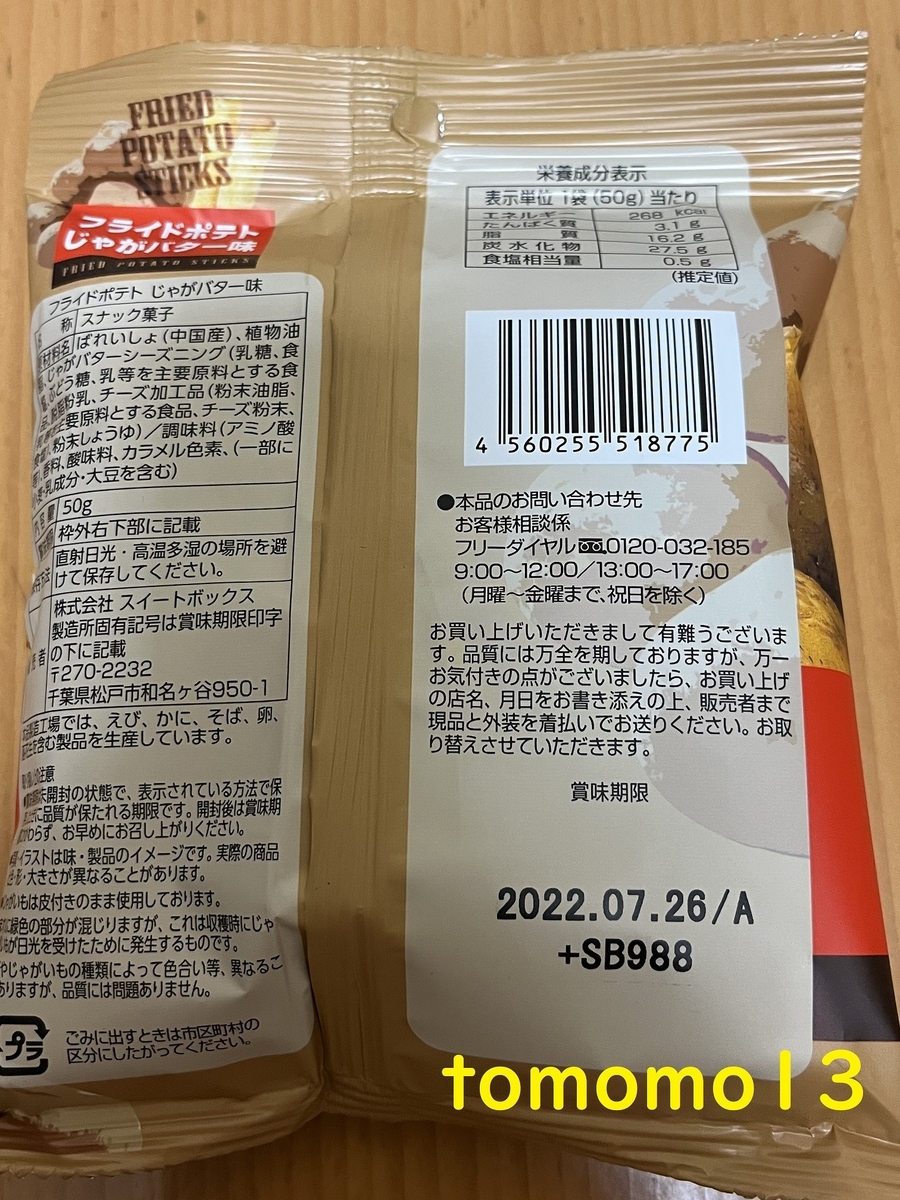 FRIED
POTATO
STICKS
フライドポテト
じゃがバター味
FRIED POTATO STICKS
フライドポテト じゃがバター味
称 スナック菓子
材料名 ばれいしょ(中国産)、植物油
、じゃがバターシーズニング(乳糖、食
、ぶどう糖、乳等を主要原料とする食
脱脂粉乳、チーズ加工品(粉末油脂、
主要原料とする食品、チーズ粉末、
、粉末しょうゆ)／調味料(アミノ酸
、香料、酸味料、カラメル色素、(一部に
・乳成分・大豆を含む)
量 50g
枠外右下部に記載
直射日光・高温多湿の場所を避
けて保存してください。
株式会社 スイートボックス
製造所固有記号は賞味期限印字
の下に記載
者 〒270-2232
千葉県松戸市和名ヶ谷950-1
製造工場では、えび、かに、そば、卵、
を含む製品を生産しています。
注意
未開封の状態で、表示されている方法で保
に品質が保たれる期限です。開封後は賞味期
わらず、お早めにお召し上がりください。
・イラストは味・製品のイメージです。実際の商品
・形・大きさが異なることがあります。
がいもは皮付きのまま使用しております。
に緑色の部分が混じりますが、これは収穫時にじゃ
もが日光を受けたために発生するものです。
やじゃがいもの種類によって色合い等、異なるこ
ありますが、品質には問題ありません。
プラ
ごみに出すときは市区町村の
区分にしたがってください。
栄養成分表示
表示単位 1袋(50g)当たり
エネルギー 268 kcal
たんぱく質 3.1 g
脂質 16.2 g
炭水化物 27.5 g
食塩相当量 0.5 g
(推定値)
4 560255 518775
●本品のお問い合わせ先
お客様相談係
フリーダイヤル 0120-032-185
9:00〜12:00／13:00〜17:00
(月曜〜金曜まで、祝日を除く)
お買い上げいただきまして有難うございま
す。品質には万全を期しておりますが、万一
お気付きの点がございましたら、お買い上げ
の店名、月日をお書き添えの上、販売者まで
現品と外装を着払いでお送りください。お取
り替えさせていただきます。
賞味期限
2022.07.26/A
+SB988
tomomo13